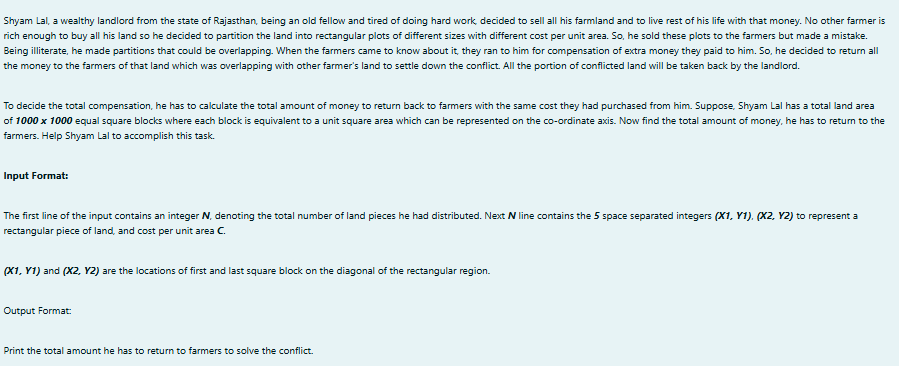 Shyam Lal, a wealthy landlord from the state of Rajasthan, being an old fellow and tired of doing hard work, decided to sell all his farmland and to live rest of his life with that money. No other farmer is
rich enough to buy all his land so he decided to partition the land into rectangular plots of different sizes with different cost per unit area. So, he sold these plots to the farmers but made a mistake.
Being illiterate, he made partitions that could be overlapping. When the farmers came to know about it, they ran to him for compensation of extra money they paid to him. So, he decided to return all
the money to the farmers of that land which was overlapping with other farmer's land to settle down the conflict. All the portion of conflicted land will be taken back by the landlord.
To decide the total compensation, he has to calculate the total amount of money to return back to farmers with the same cost they had purchased from him. Suppose, Shyam Lal has a total land area
of 1000 x 1000 equal square blocks where each block is equivalent to a unit square area which can be represented on the co-ordinate axis. Now find the total amount of money, he has to return to the
farmers. Help Shyam Lal to accomplish this task.
Input Format:
The first line of the input contains an integer N, denoting the total number of land pieces he had distributed. Next N line contains the 5 space separated integers (X1, Y1), (X2, Y2) to represent a
rectangular piece of land, and cost per unit area C.
(X1, Y1) and (X2, Y2) are the locations of first and last square block on the diagonal of the rectangular region.
Output Format:
Print the total amount he has to return to farmers to solve the conflict.